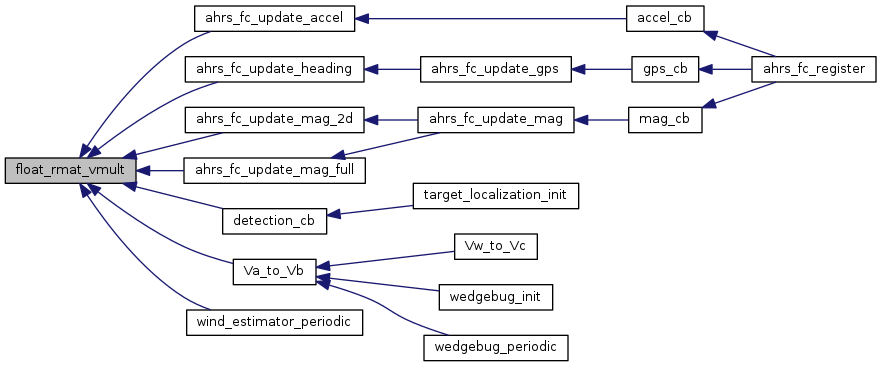 ahrs_fc_update_accel
accel_cb
ahrs_fc_update_heading
ahrs_fc_update_gps
gps_cb
ahrs_fc_register
ahrs_fc_update_mag_2d
ahrs_fc_update_mag
mag_cb
float_rmat_vmult
ahrs_fc_update_mag_full
target_localization_init
detection_cb
Vw_to_Vc
Va_to_Vb
wedgebug_init
wind_estimator_periodic
wedgebug_periodic